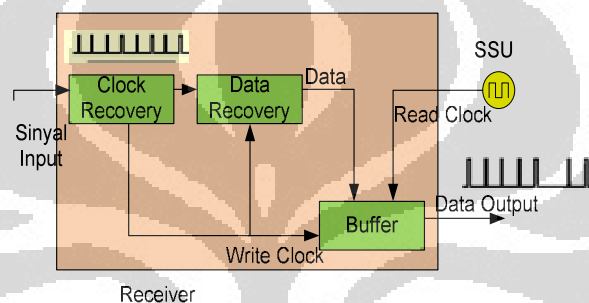 SSU
Clock
Recovery
Data
Recovery
Data
Read Clock
Sinyal
Input
Data Output
Buffer
Write Clock
Receiver